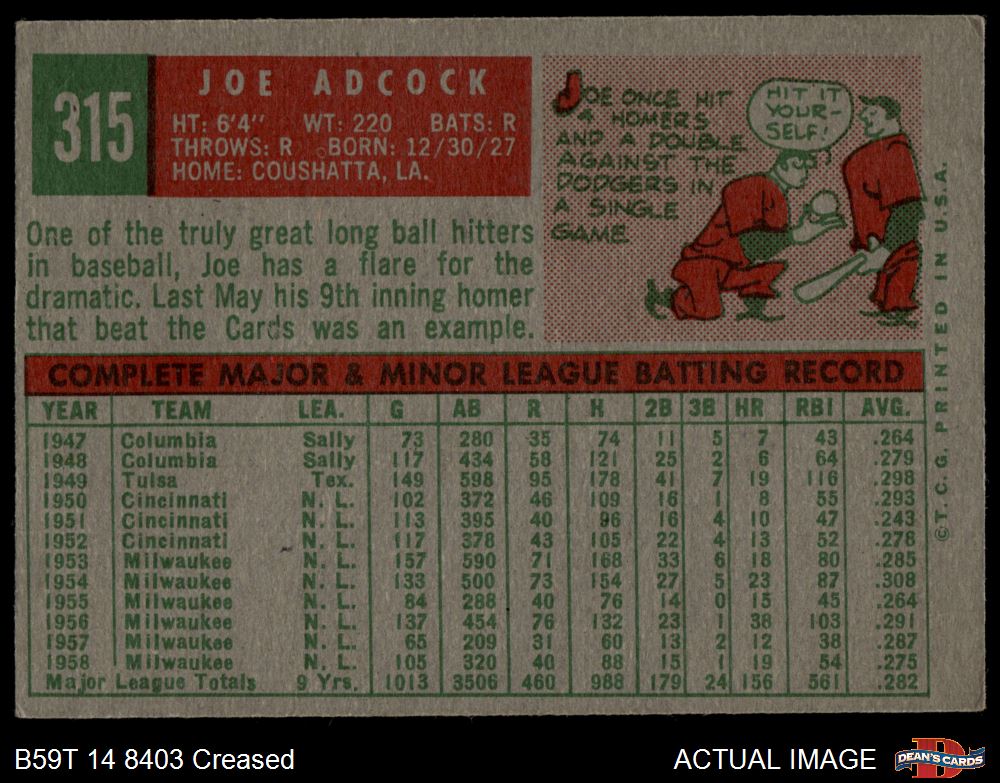 315
JOE ADCOCK
HT: 6'4" WT: 220 BATS: R
THROWS: R BORN: 12/30/27
HOME: COUSHATTA, LA.
One of the truly great long ball hitters
in baseball, Joe has a flare for the
dramatic. Last May his 9th inning homer
that beat the Cards was an example.
JOE ONCE HIT
4 HOMERS
AND A DOUBLE
AGAINST THE
DODGERS IN
A SINGLE
GAME
HIT IT
YOUR-
SELF!
COMPLETE MAJOR & MINOR LEAGUE BATTING RECORD
YEAR TEAM LEA. G AB R H 2B 3B HR RBI AVG.
1947 Columbia Sally 73 280 35 74 11 5 7 43 .264
1948 Columbia Sally 117 434 58 121 25 2 6 64 .279
1949 Tulsa Tex. 149 598 95 178 41 7 19 116 .298
1950 Cincinnati N. L. 102 372 46 109 16 1 8 55 .293
1951 Cincinnati N. L. 113 395 40 96 16 4 10 47 .243
1952 Cincinnati N. L. 117 378 43 105 22 4 13 52 .278
1953 Milwaukee N. L. 157 590 71 168 33 6 18 80 .285
1954 Milwaukee N. L. 133 500 73 154 27 5 23 87 .308
1955 Milwaukee N. L. 84 288 40 76 14 0 15 45 .264
1956 Milwaukee N. L. 137 454 76 132 23 1 38 103 .291
1957 Milwaukee N. L. 65 209 31 60 13 2 12 38 .287
1958 Milwaukee N. L. 105 320 40 88 15 1 19 54 .275
Major League Totals 9 Yrs. 1013 3506 460 988 179 24 156 561 .282
©T. C. G. PRINTED IN U.S.A.
B59T 14 8403 Creased
ACTUAL IMAGE
D
DEAN'S CARDS